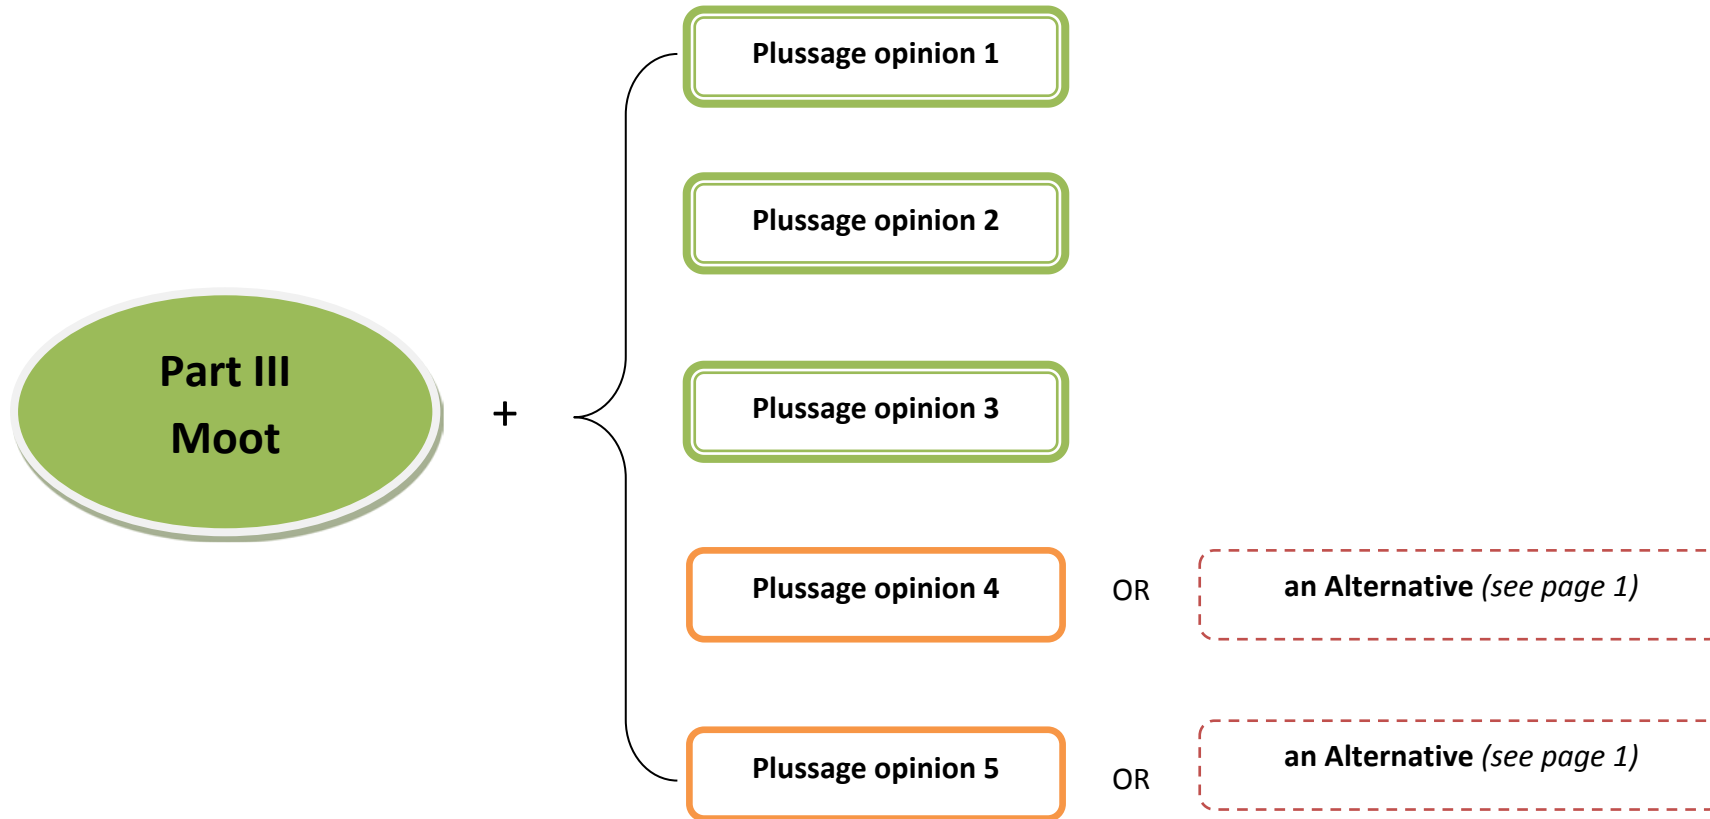 Plussage opinion 1
Plussage opinion 2
Part III
Moot
+
Plussage opinion 3
Plussage opinion 4 OR an Alternative (see page 1)
Plussage opinion 5 OR an Alternative (see page 1)